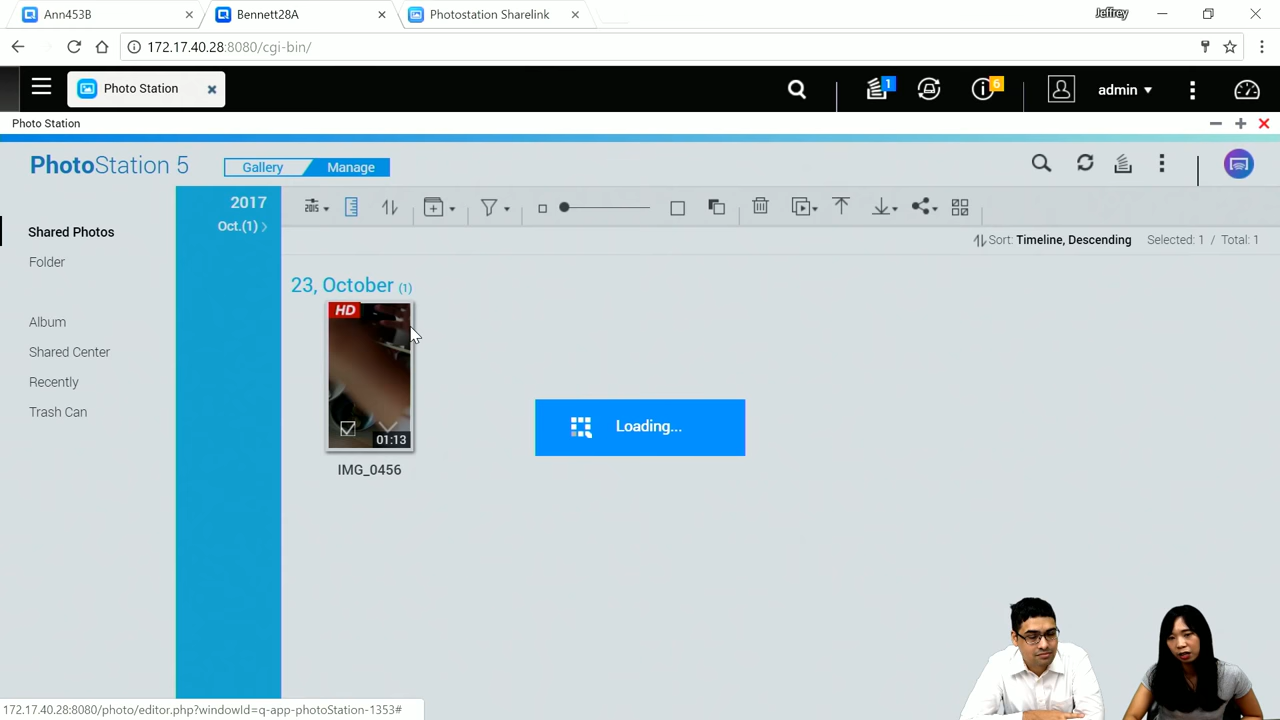 Ann453B
Bennett28A
Photostation Sharelink
Jeffrey
172.17.40.28:8080/cgi-bin/
Photo Station
1
6
admin
Photo Station
PhotoStation 5
Gallery
Manage
2017
Oct.(1)
2015
Shared Photos
Folder
Album
Shared Center
Recently
Trash Can
Sort: Timeline, Descending
Selected: 1 / Total: 1
23, October (1)
HD
01:13
IMG_0456
Loading...
172.17.40.28:8080/photo/editor.php?windowId=q-app-photoStation-1353#